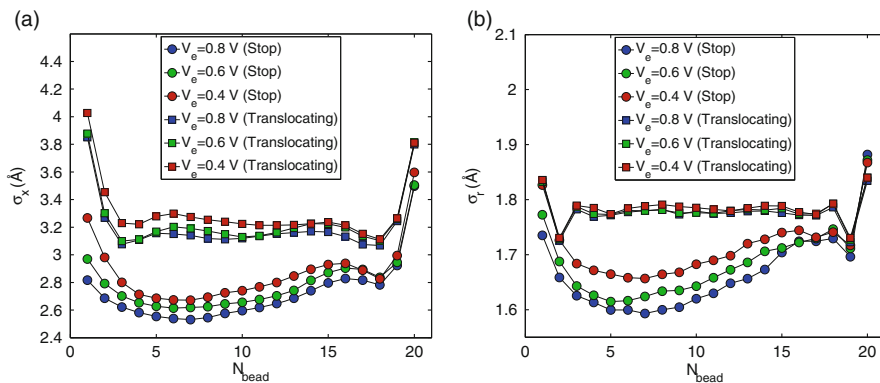 (a)
4.4
4.2
4
3.8
3.6
3.4
3.2
3
2.8
2.6
2.4
σx (Å)
0
5
10
15
20
Nbead
Ve=0.8 V (Stop)
Ve=0.6 V (Stop)
Ve=0.4 V (Stop)
Ve=0.8 V (Translocating)
Ve=0.6 V (Translocating)
Ve=0.4 V (Translocating)
(b)
2.1
2
1.9
1.8
1.7
1.6
σr (Å)
0
5
10
15
20
Nbead
Ve=0.8 V (Stop)
Ve=0.6 V (Stop)
Ve=0.4 V (Stop)
Ve=0.8 V (Translocating)
Ve=0.6 V (Translocating)
Ve=0.4 V (Translocating)